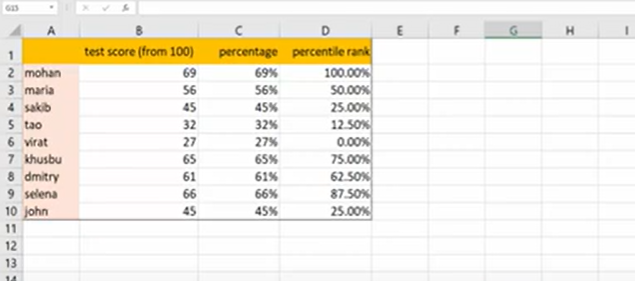 G15 fx
A B C D E F G H I
1 test score (from 100) percentage percentile rank
2 mohan 69 69% 100.00%
3 maria 56 56% 50.00%
4 sakib 45 45% 25.00%
5 tao 32 32% 12.50%
6 virat 27 27% 0.00%
7 khusbu 65 65% 75.00%
8 dmitry 61 61% 62.50%
9 selena 66 66% 87.50%
10 john 45 45% 25.00%
11
12
13
14